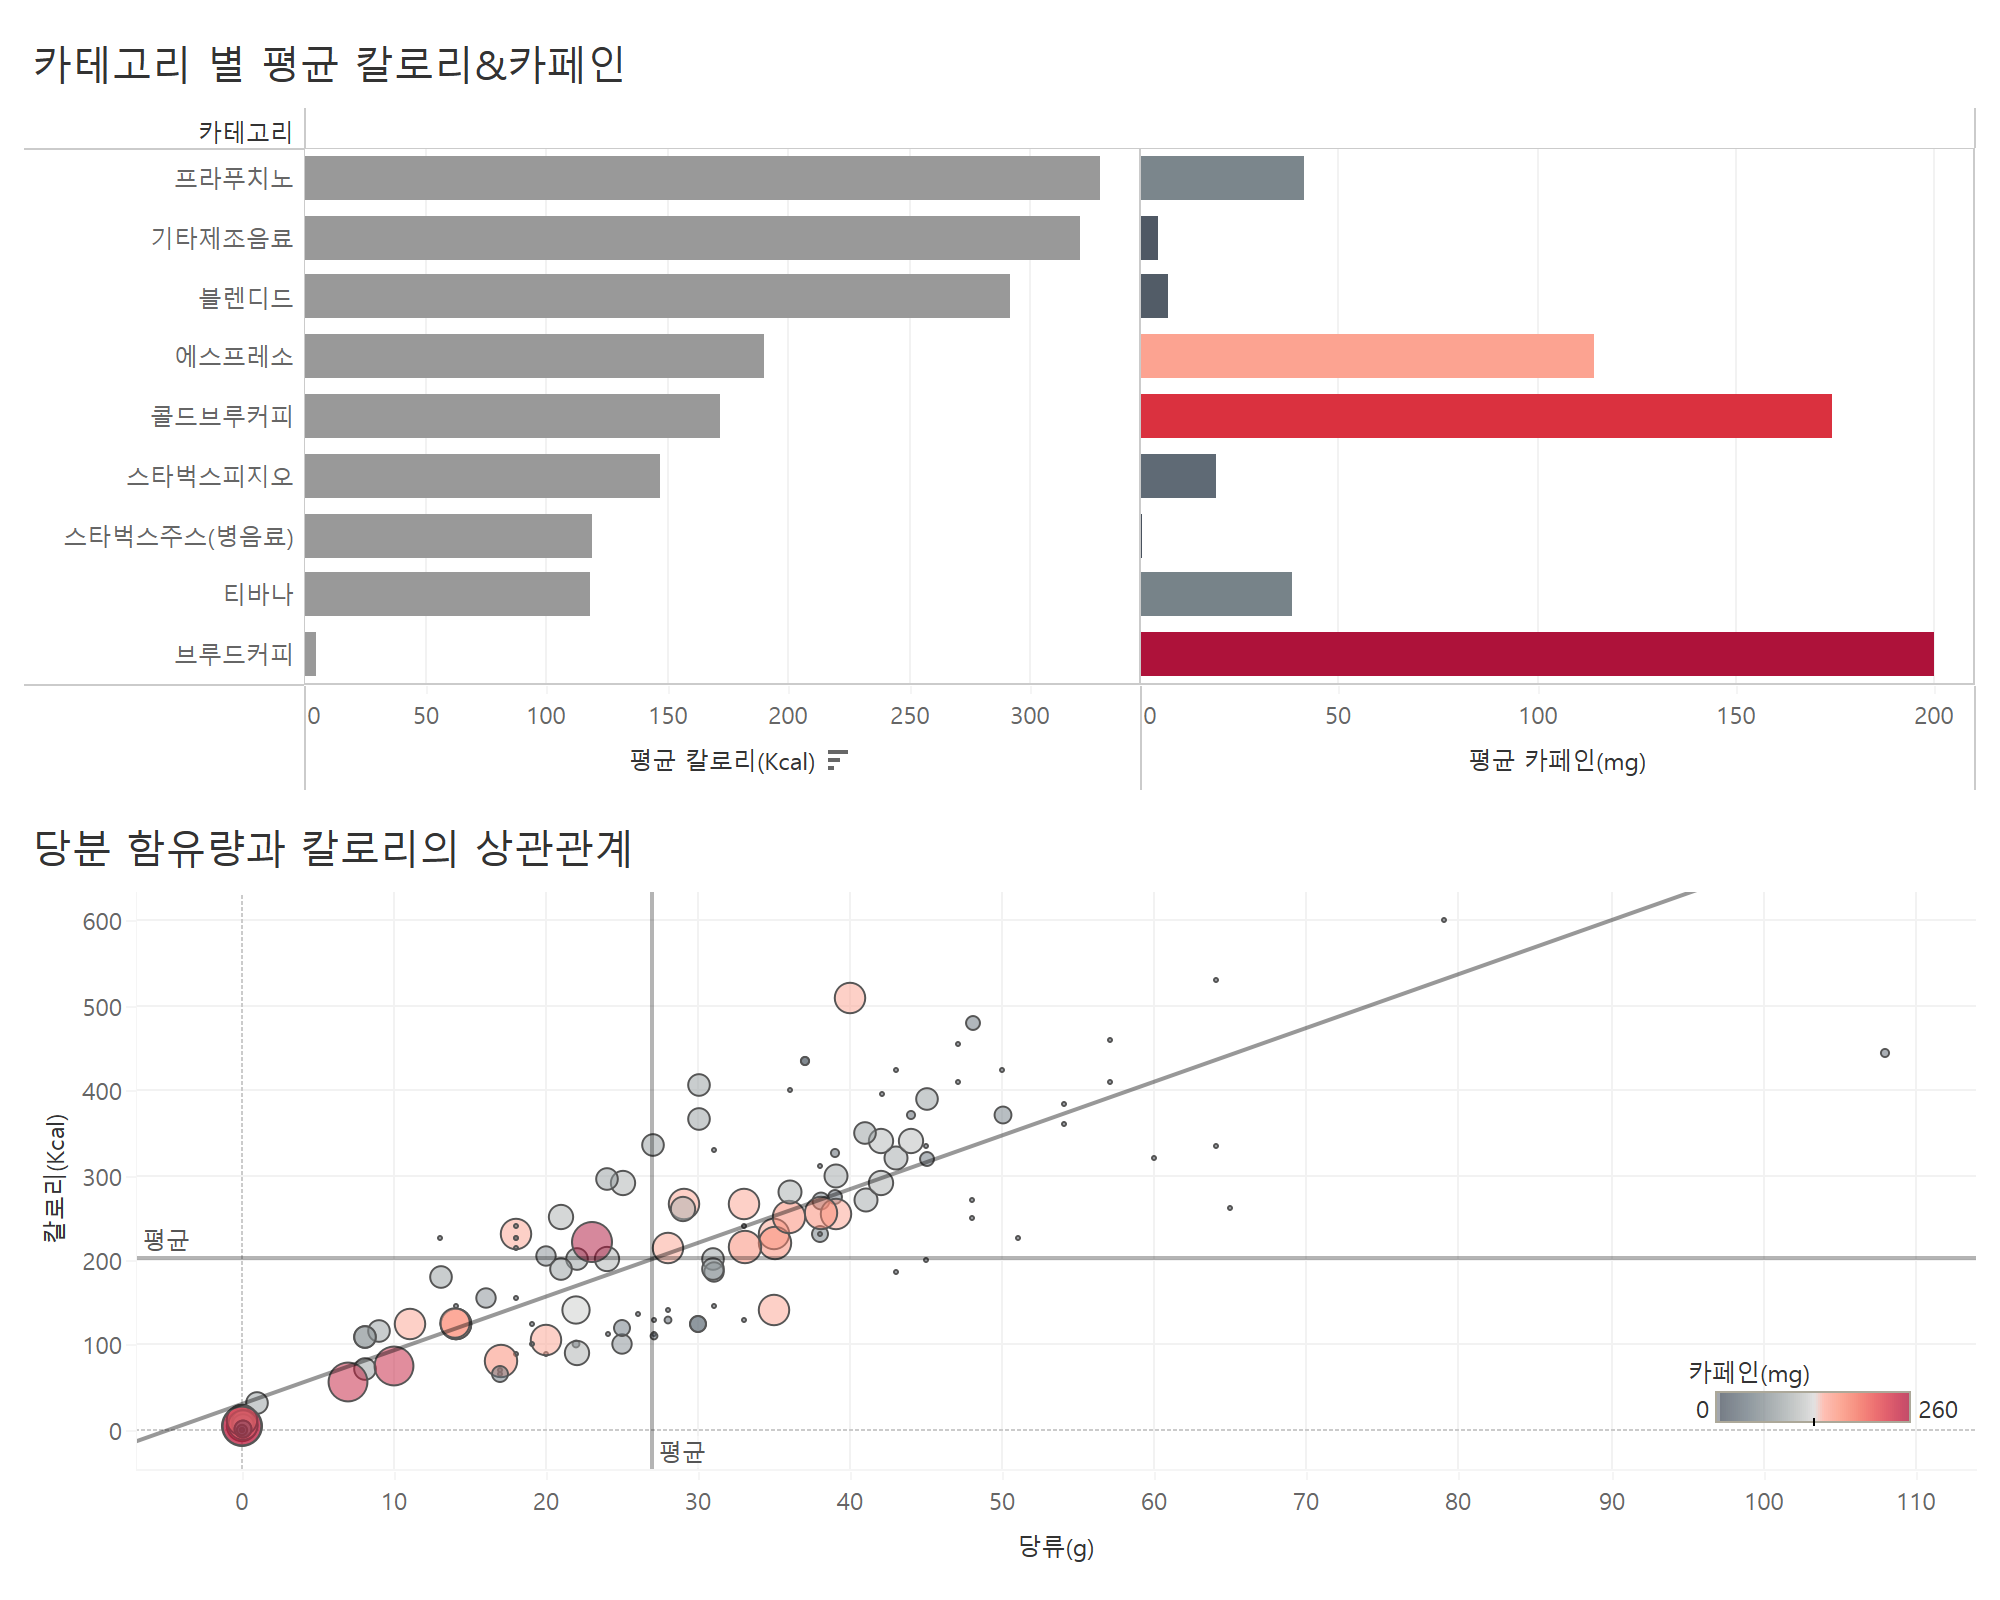 카테고리 별 평균 칼로리&카페인
카테고리
프라푸치노
기타제조음료
블렌디드
에스프레소
콜드브루커피
스타벅스피지오
스타벅스주스(병음료)
티바나
브루드커피
0 50 100 150 200 250 300 0 50 100 150 200
평균 칼로리(Kcal) 평균 카페인(mg)
당분 함유량과 칼로리의 상관관계
600
500
400
300
200
100
0
칼로리(Kcal)
평균
평균
카페인(mg)
0 260
0 10 20 30 40 50 60 70 80 90 100 110
당류(g)